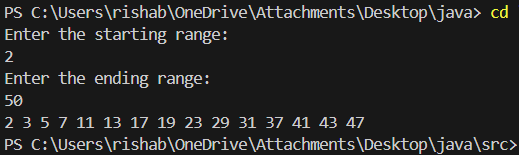 PS C:\Users\rishab\OneDrive\Attachments\Desktop\java> cd
Enter the starting range:
2
Enter the ending range:
50
2 3 5 7 11 13 17 19 23 29 31 37 41 43 47
PS C:\Users\rishab\OneDrive\Attachments\Desktop\java\src>